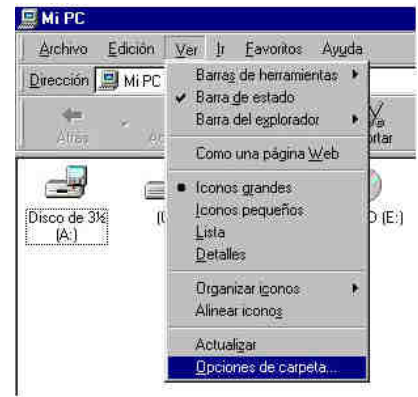 Mi PC
Archivo Edición Ver Ir Favoritos Ayuda
Dirección Mi PC
Atrás
Barras de herramientas
Barra de estado
Barra del explorador
Como una página Web
Iconos grandes
Iconos pequeños
Lista
Detalles
Organizar iconos
Alinear iconos
Actualizar
Opciones de carpeta...
Disco de 3½
(A:)
(E:)